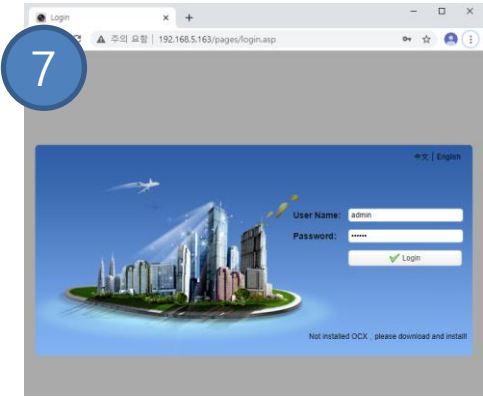 Login
7
주의 요함 | 192.168.5.163/pages/login.asp
中文 | English
User Name: admin
Password: ••••••
Login
Not installed OCX , please download and install!